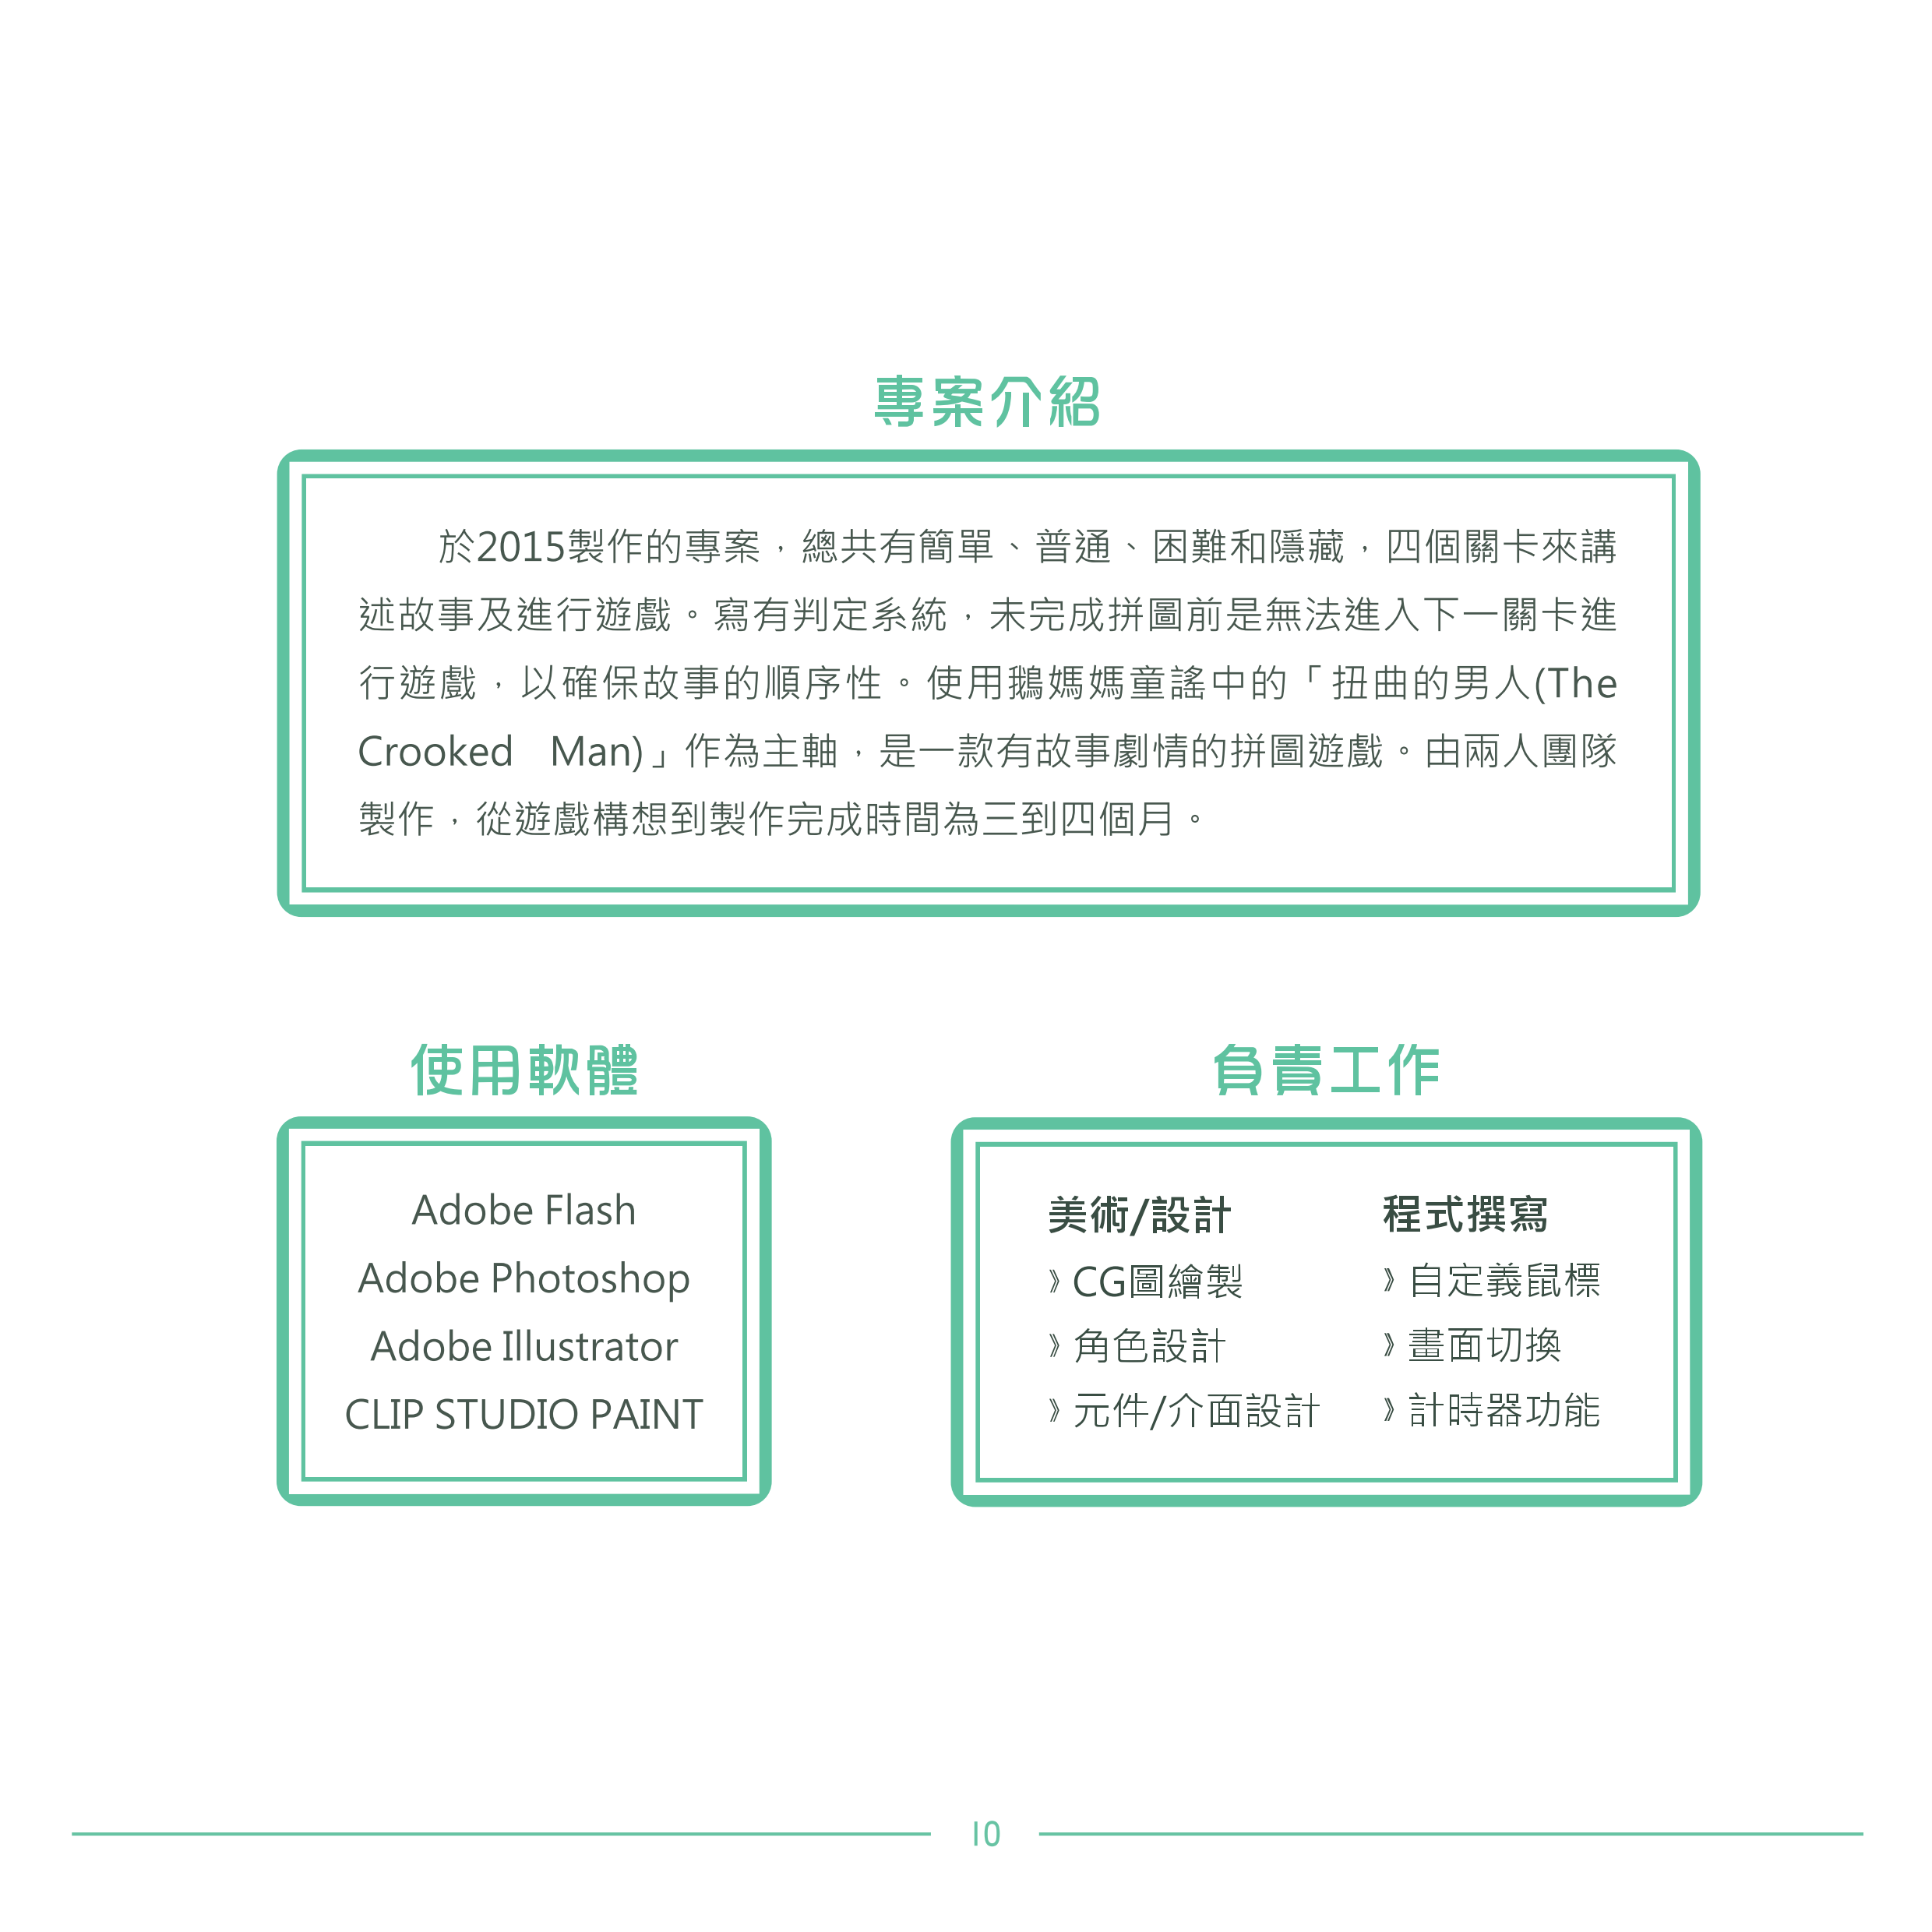 專案介紹
於2015製作的專案，總共有簡單、普通、困難和隱藏，四個關卡來講
述故事及進行遊戲。寫有判定系統，未完成拼圖前是無法進入下一關卡進
行遊戲，以確保故事的順序性。使用鵝媽媽童謠中的「扭曲的男人(The
Crooked Man)」作為主軸，是一款有故事劇情的拼圖遊戲。由兩人團隊
製作，從遊戲構想到製作完成時間為三到四個月。
使用軟體
Adobe Flash
Adobe Photoshop
Adobe Illustrator
CLIP STUDIO PAINT
負責工作
美術/設計
》CG圖繪製
》角色設計
》元件/介面設計
程式撰寫
》自定義鼠標
》畫面切換
》計時器功能
10